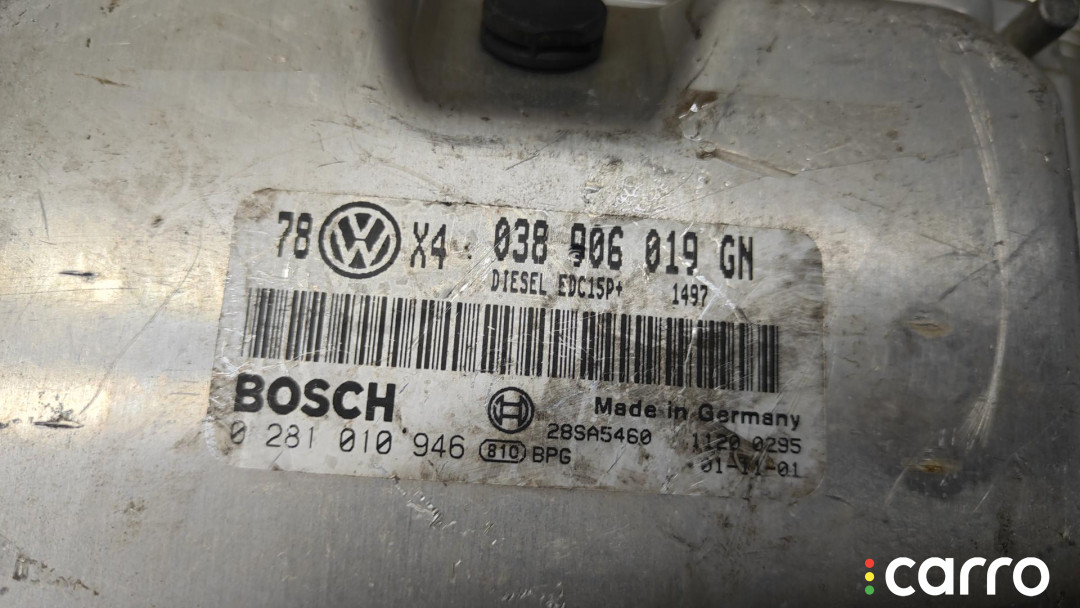 78 VW X4 038 906 019 GN
DIESEL EDC15P+ 1497
BOSCH
Made in Germany
0 281 010 946 810 BPG 28SA5460 1120 0295
01-11-01
carro